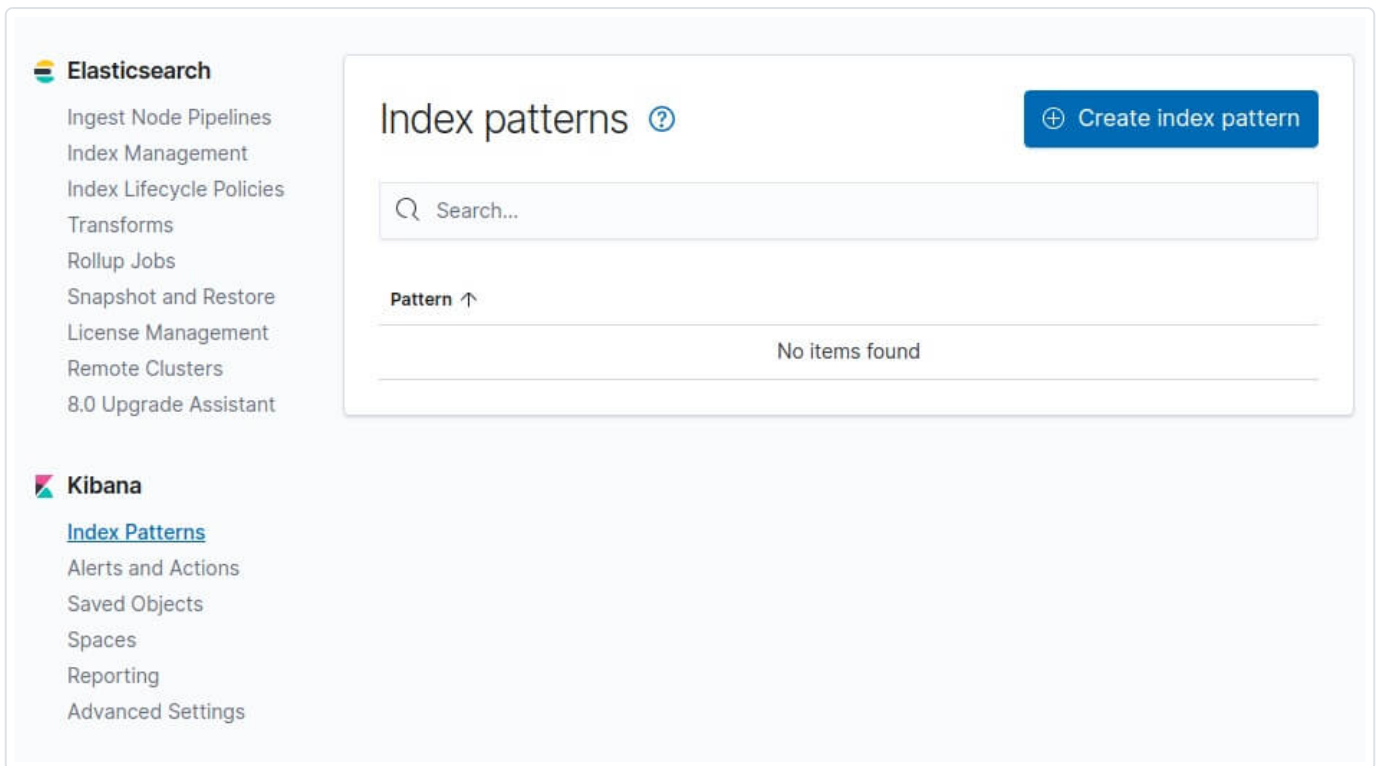 Elasticsearch
Ingest Node Pipelines
Index Management
Index Lifecycle Policies
Transforms
Rollup Jobs
Snapshot and Restore
License Management
Remote Clusters
8.0 Upgrade Assistant
Kibana
Index Patterns
Alerts and Actions
Saved Objects
Spaces
Reporting
Advanced Settings
Index patterns ?
Create index pattern
Search...
Pattern ↑
No items found